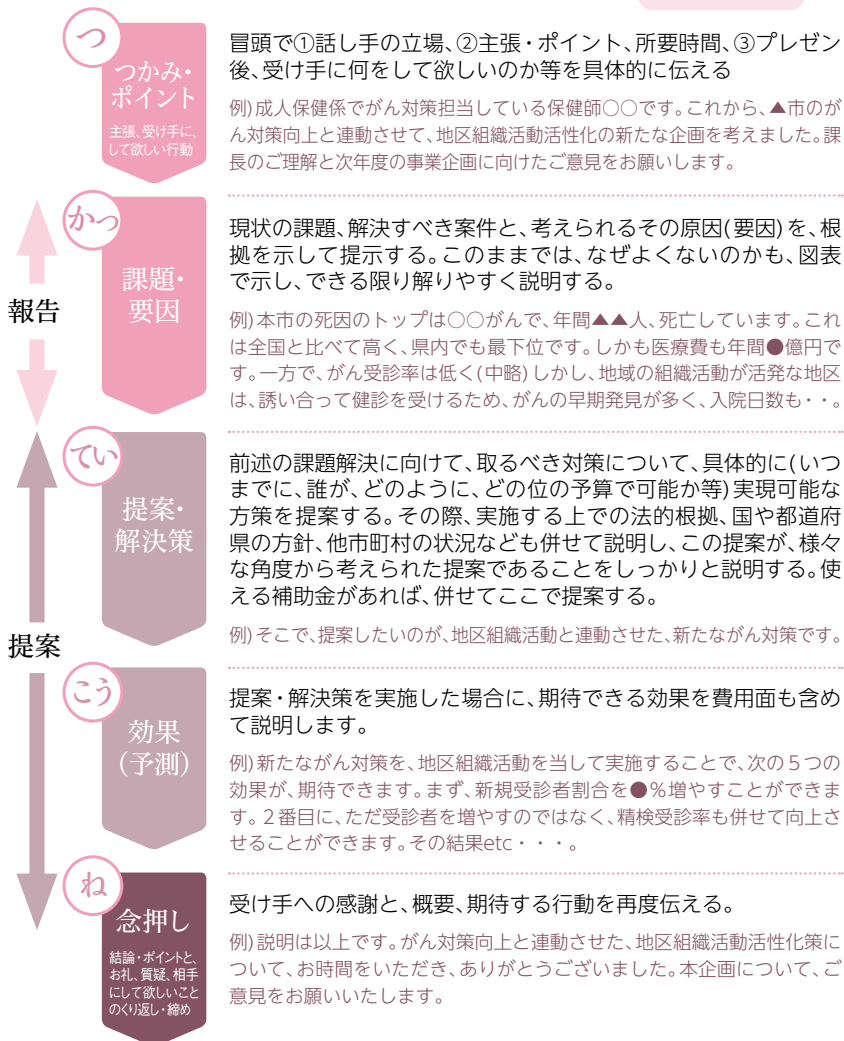 つ
つかみ・
ポイント
主張、受け手に、
して欲しい行動
冒頭で①話し手の立場、②主張・ポイント、所要時間、③プレゼン
後、受け手に何をして欲しいのか等を具体的に伝える
例)成人保健係でがん対策担当している保健師○○です。これから、▲市のが
ん対策向上と連動させて、地区組織活動活性化の新たな企画を考えました。課
長のご理解と次年度の事業企画に向けたご意見をお願いします。
報告
かっ
課題・
要因
現状の課題、解決すべき案件と、考えられるその原因(要因)を、根
拠を示して提示する。このままでは、なぜよくないのかも、図表
で示し、できる限り解りやすく説明する。
例)本市の死因のトップは○○がんで、年間▲▲人、死亡しています。これ
は全国と比べて高く、県内でも最下位です。しかも医療費も年間●億円で
す。一方で、がん受診率は低く(中略)しかし、地域の組織活動が活発な地区
は、誘い合って健診を受けるため、がんの早期発見が多く、入院日数も・・。
提案
てい
提案・
解決策
前述の課題解決に向けて、取るべき対策について、具体的に(いつ
までに、誰が、どのように、どの位の予算で可能か等)実現可能な
方策を提案する。その際、実施する上での法的根拠、国や都道府
県の方針、他市町村の状況なども併せて説明し、この提案が、様々
な角度から考えられた提案であることをしっかりと説明する。使
える補助金があれば、併せてここで提案する。
例)そこで、提案したいのが、地区組織活動と連動させた、新たながん対策です。
こう
効果
(予測)
提案・解決策を実施した場合に、期待できる効果を費用面も含め
て説明します。
例)新たながん対策を、地区組織活動を当して実施することで、次の5つの
効果が、期待できます。まず、新規受診者割合を●%増やすことができま
す。2番目に、ただ受診者を増やすのではなく、精検受診率も併せて向上さ
せることができます。その結果etc・・・。
ね
念押し
結論・ポイントと、
お礼、質疑、相手
にして欲しいこと
のくり返し・締め
受け手への感謝と、概要、期待する行動を再度伝える。
例)説明は以上です。がん対策向上と連動させた、地区組織活動活性化策に
ついて、お時間をいただき、ありがとうございました。本企画について、ご
意見をお願いいたします。